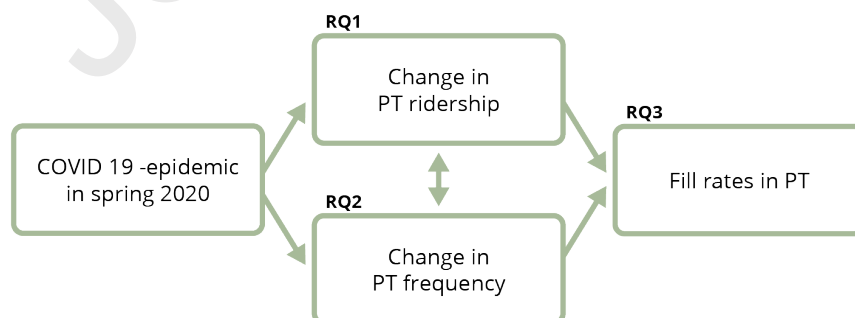 RQ1
Change in
PT ridership
RQ3
COVID 19 -epidemic
in spring 2020
Fill rates in PT
RQ2
Change in
PT frequency